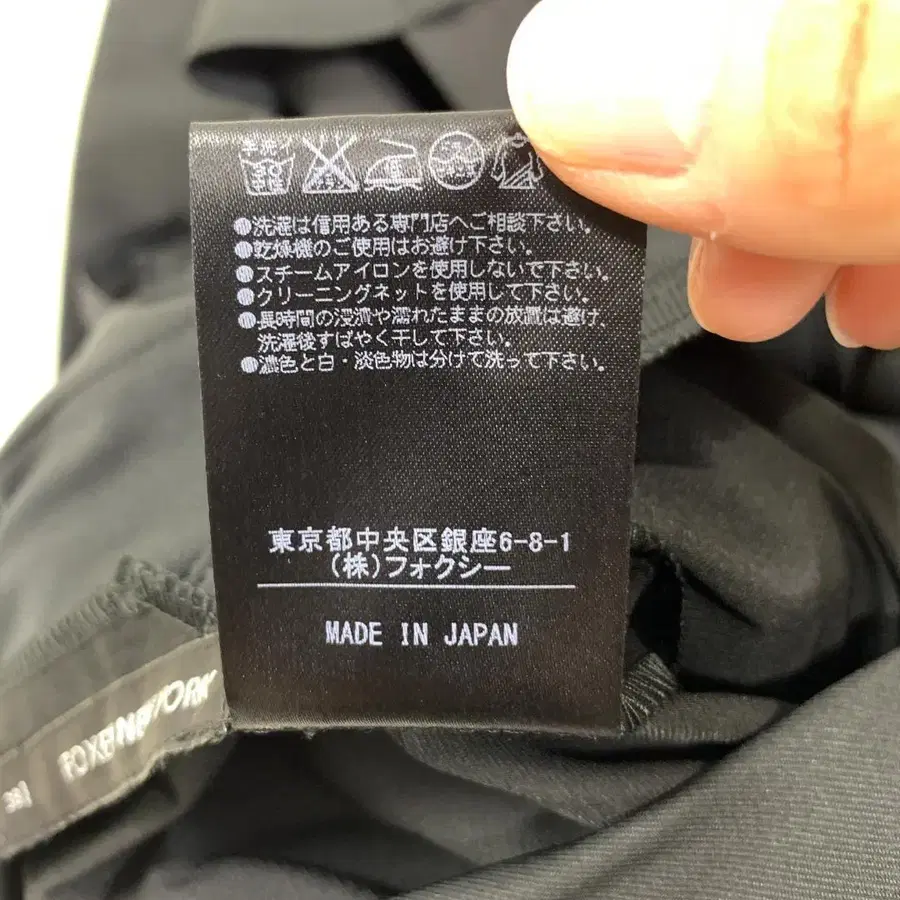 ●洗濯は信用ある専門店へご相談下さい。
●乾燥機のご使用はお避け下さい。
●スチームアイロンを使用しないで下さい。
●クリーニングネットを使用して下さい。
●長時間の浸漬や濡れたままの放置は避け、
洗濯後すばやく干して下さい。
●濃色と白・淡色物は分けて洗って下さい。
東京都中央区銀座6-8-1
(株)フォクシー
MADE IN JAPAN
FOXEY NEW YORK
38